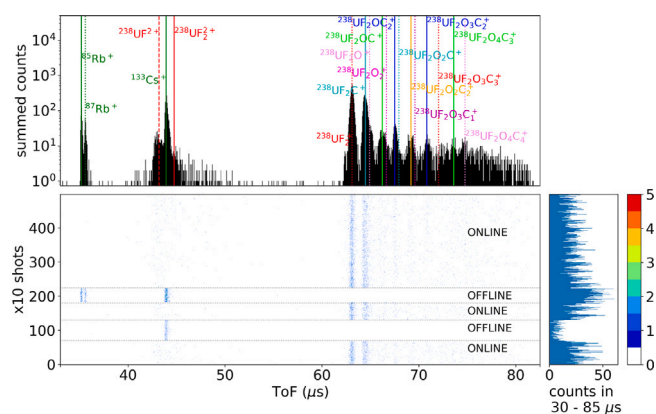 10⁴
10³
10²
10¹
10⁰
summed counts
⁸⁵Rb⁺
⁸⁷Rb⁺
²³⁸UF²⁺
²³⁸UF₂²⁺
¹³³Cs⁺
²³⁸UFOC₂⁺
²³⁸UF₂O₃C₂⁺
²³⁸UF₂OC⁺
²³⁸UF₂O₄C₃⁺
²³⁸UF₂O⁺
²³⁸UF₂O₂C⁺
²³⁸UF₂O₂⁺
²³⁸UF₂O₃C₃⁺
²³⁸UF₂C⁺
²³⁸UF₂O₂C₂⁺
²³⁸UF₂O₃C₁⁺
²³⁸UF₂⁺
²³⁸UF₂O₄C₄⁺
x10 shots
400
300
200
100
0
ONLINE
OFFLINE
ONLINE
OFFLINE
ONLINE
40
50
60
70
80
ToF (μs)
0
50
counts in
30 - 85 μs
5
4
3
2
1
0